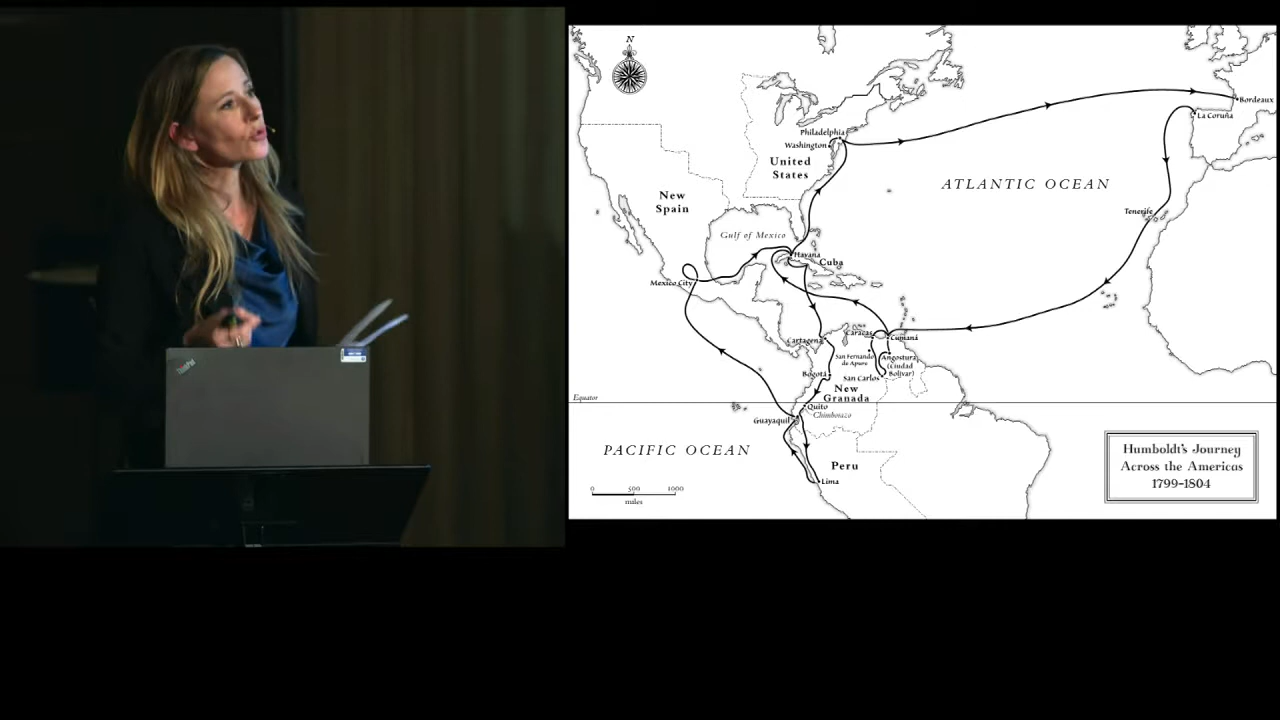 ThinkPad
N
Bordeaux
La Coruña
Philadelphia
Washington
United
States
ATLANTIC OCEAN
New
Spain
Tenerife
Gulf of Mexico
Havana
Cuba
Mexico City
Caracas
Cumaná
Cartagena
San Fernando
de Apure
Angostura
(Ciudad
Bolívar)
Bogotá
San Carlos
New
Granada
Equator
Quito
Chimborazo
Guayaquil
PACIFIC OCEAN
Peru
Lima
0 500 1000
miles
Humboldt's Journey
Across the Americas
1799-1804